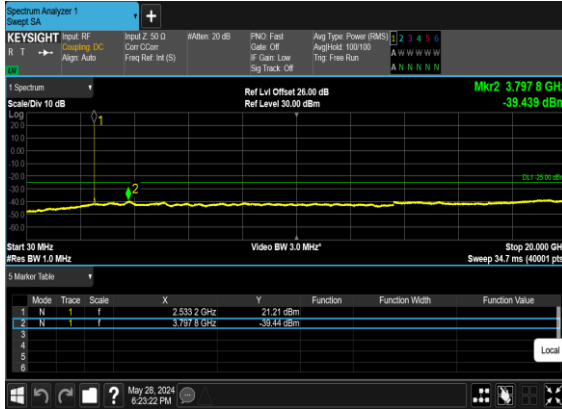 Spectrum Analyzer 1
Swept SA
+
KEYSIGHT Input: RF Input Z: 50 Ω #Atten: 20 dB PNO: Fast Avg Type: Power (RMS) 1 2 3 4 5 6
R T Coupling: DC Corr CCorr Gate: Off Avg|Hold: 100/100 A W W W W W
Align: Auto Freq Ref: Int (S) IF Gain: Low Trig: Free Run
Sig Track: Off A N N N N N
1 Spectrum Ref Lvl Offset 26.00 dB Mkr2 3.797 8 GHz
Scale/Div 10 dB Ref Level 30.00 dBm -39.439 dBm
Log
20.0
10.0
0.00
-10.0
-20.0
-30.0
-40.0
-50.0
-60.0
1
2
DL1 -25.00 dBm
Start 30 MHz Video BW 3.0 MHz* Stop 20.000 GHz
#Res BW 1.0 MHz Sweep 34.7 ms (40001 pts)
5 Marker Table
Mode Trace Scale X Y Function Function Width Function Value
1 N 1 f 2.533 2 GHz 21.21 dBm
2 N 1 f 3.797 8 GHz -39.44 dBm
3
4
5
6
Local
? May 28, 2024
6:23:22 PM